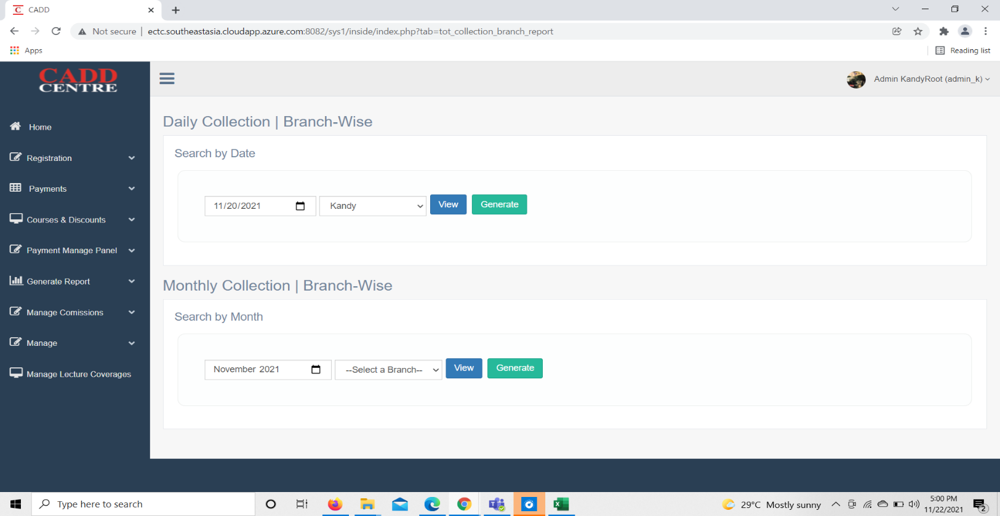 CADD
Not secure | ectc.southeastasia.cloudapp.azure.com:8082/sys1/inside/index.php?tab=tot_collection_branch_report
Apps
Reading list
CADD
CENTRE
Admin KandyRoot (admin_k)
Home
Registration
Payments
Courses & Discounts
Payment Manage Panel
Generate Report
Manage Comissions
Manage
Manage Lecture Coverages
Daily Collection | Branch-Wise
Search by Date
11/20/2021 Kandy View Generate
Monthly Collection | Branch-Wise
Search by Month
November 2021 --Select a Branch-- View Generate
Type here to search
29°C Mostly sunny
5:00 PM
11/22/2021
2